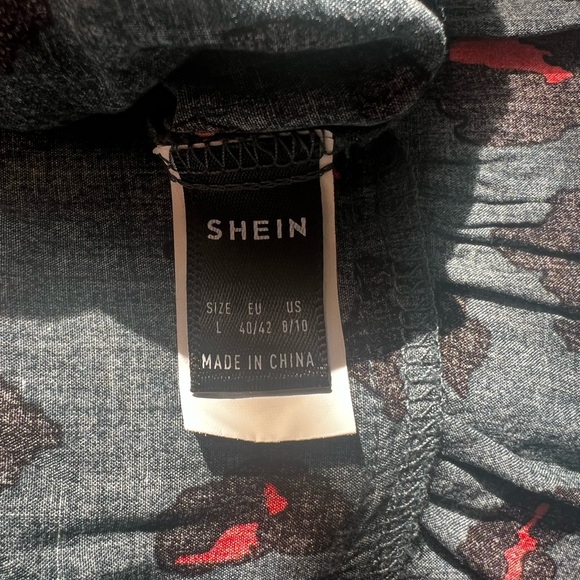 SHEIN
SIZE EU US
L 40/42 8/10
MADE IN CHINA